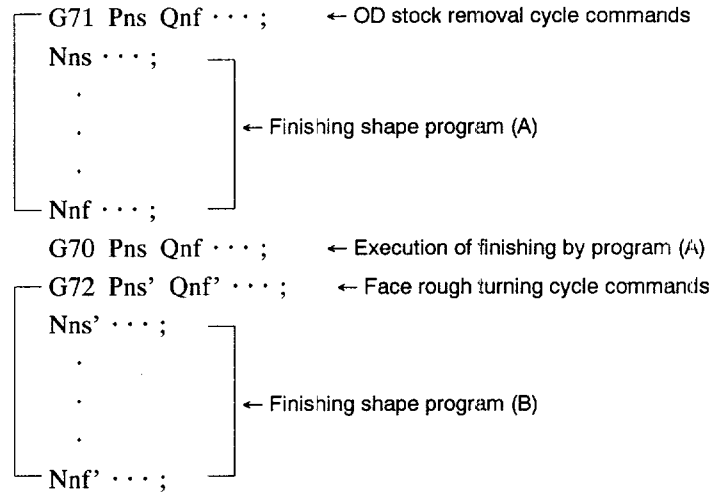 G71 Pns Qnf · · · ; ← OD stock removal cycle commands
Nns · · · ;
.
.
← Finishing shape program (A)
.
Nnf · · · ;
G70 Pns Qnf · · · ; ← Execution of finishing by program (A)
G72 Pns' Qnf' · · · ; ← Face rough turning cycle commands
Nns' · · · ;
.
.
← Finishing shape program (B)
.
Nnf' · · · ;